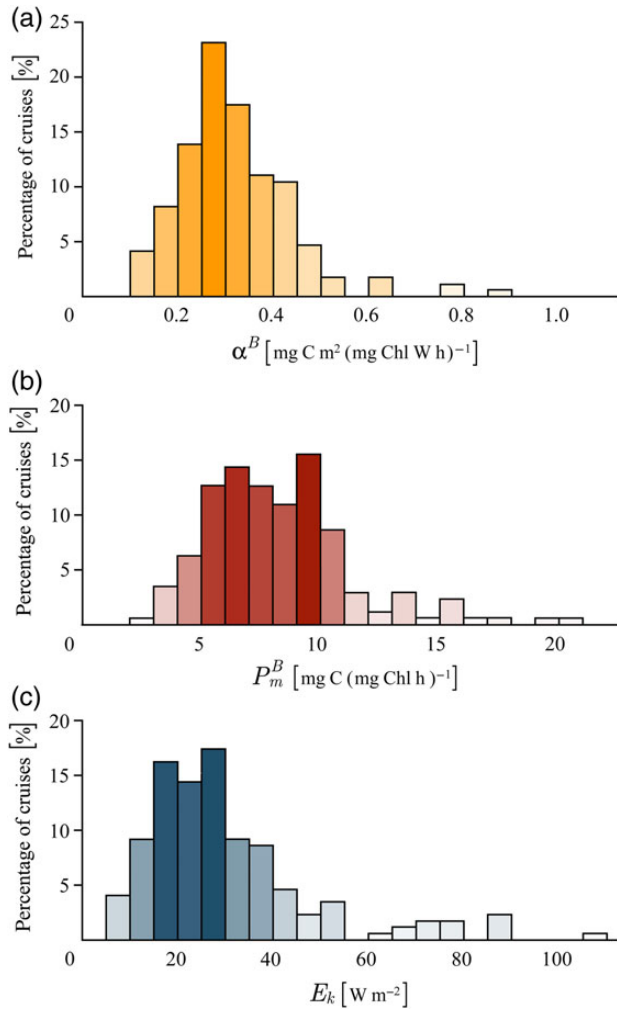 (a)
Percentage of cruises [%]
25
20
15
10
5
0 0.2 0.4 0.6 0.8 1.0
α^B [mg C m² (mg Chl W h)⁻¹]
(b)
Percentage of cruises [%]
20
15
10
5
0 5 10 15 20
P_m^B [mg C (mg Chl h)⁻¹]
(c)
Percentage of cruises [%]
20
15
10
5
0 20 40 60 80 100
E_k [W m⁻²]